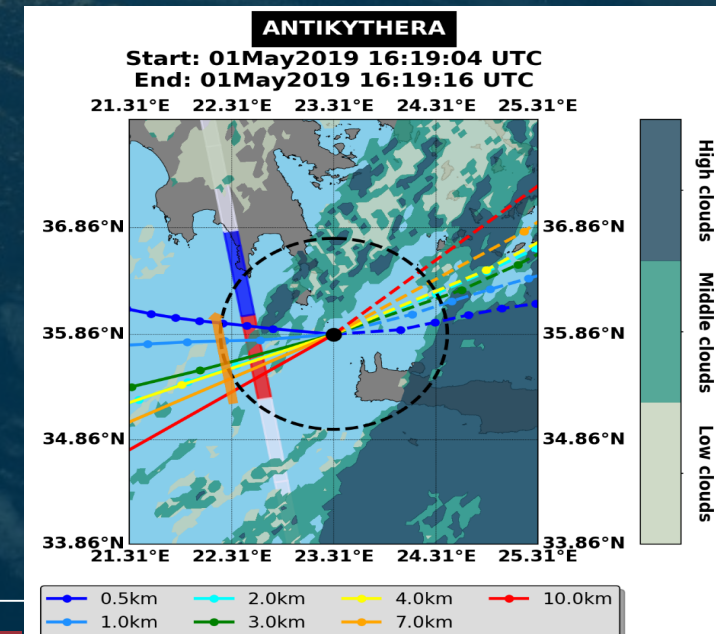 ANTIKYTHERA
Start: 01May2019 16:19:04 UTC
End: 01May2019 16:19:16 UTC
21.31°E 22.31°E 23.31°E 24.31°E 25.31°E
36.86°N 36.86°N
35.86°N 35.86°N
34.86°N 34.86°N
33.86°N 33.86°N
21.31°E 22.31°E 23.31°E 24.31°E 25.31°E
High clouds
Middle clouds
Low clouds
0.5km 2.0km 4.0km 10.0km
1.0km 3.0km 7.0km